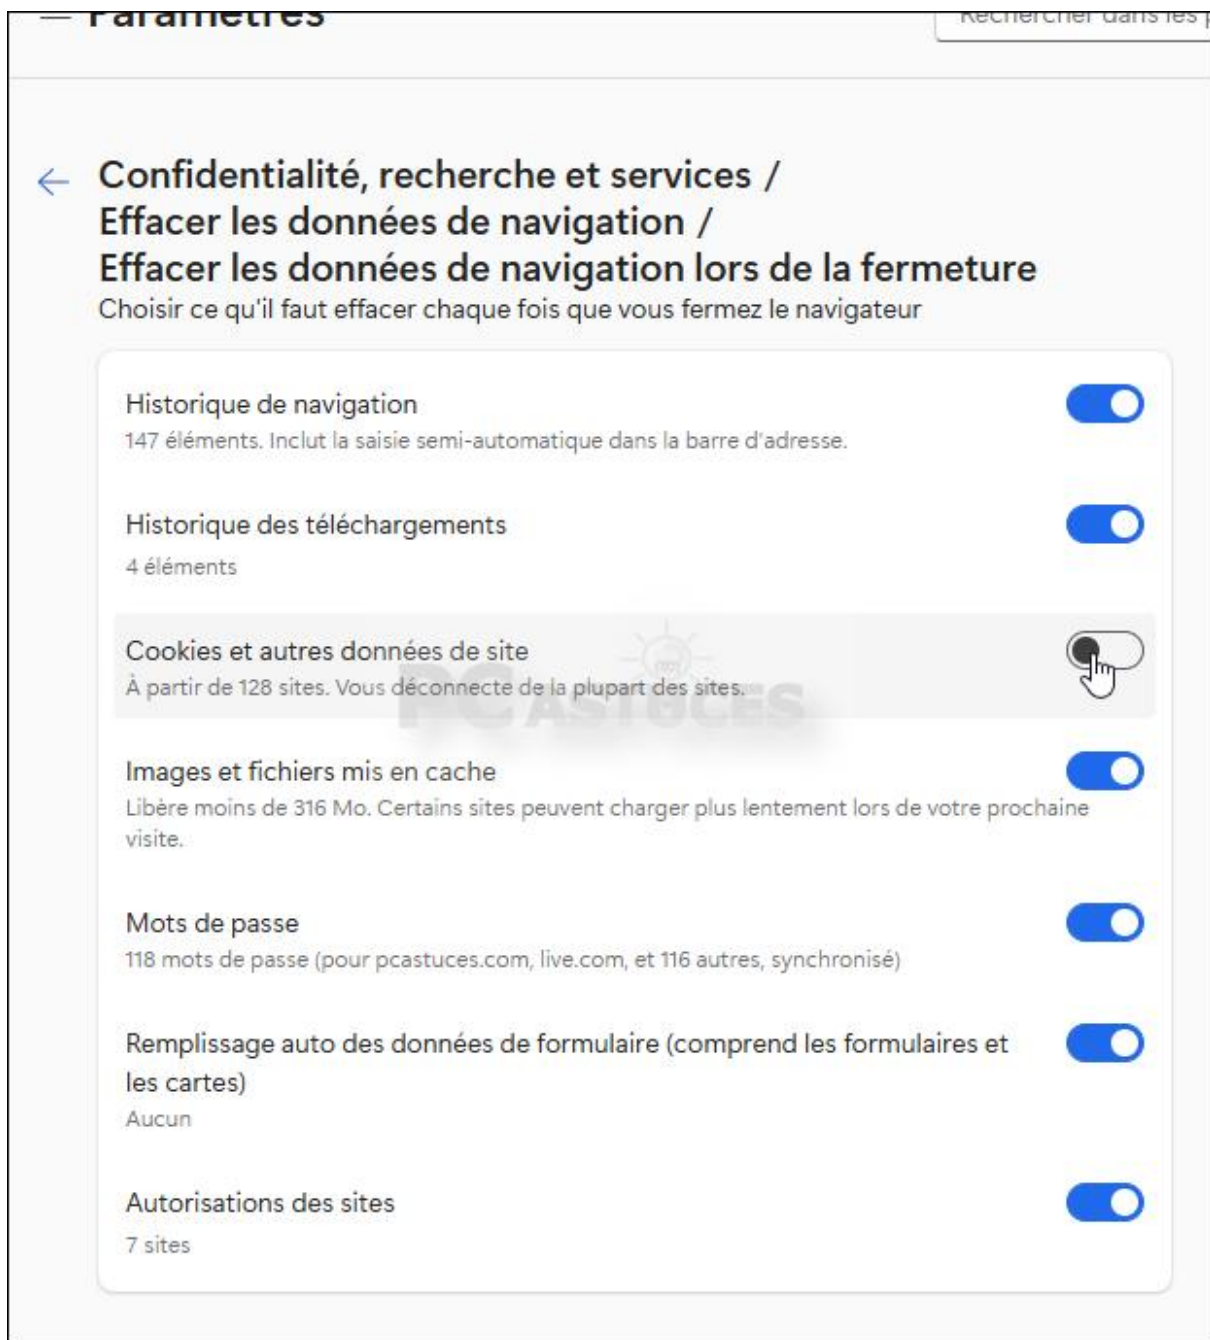 Paramètres
Rechercher dans les p
Confidentialité, recherche et services /
Effacer les données de navigation /
Effacer les données de navigation lors de la fermeture
Choisir ce qu'il faut effacer chaque fois que vous fermez le navigateur
Historique de navigation
147 éléments. Inclut la saisie semi-automatique dans la barre d'adresse.
Historique des téléchargements
4 éléments
Cookies et autres données de site
À partir de 128 sites. Vous déconnecte de la plupart des sites.
PC ASTUCES
Images et fichiers mis en cache
Libère moins de 316 Mo. Certains sites peuvent charger plus lentement lors de votre prochaine
visite.
Mots de passe
118 mots de passe (pour pcastuces.com, live.com, et 116 autres, synchronisé)
Remplissage auto des données de formulaire (comprend les formulaires et
les cartes)
Aucun
Autorisations des sites
7 sites